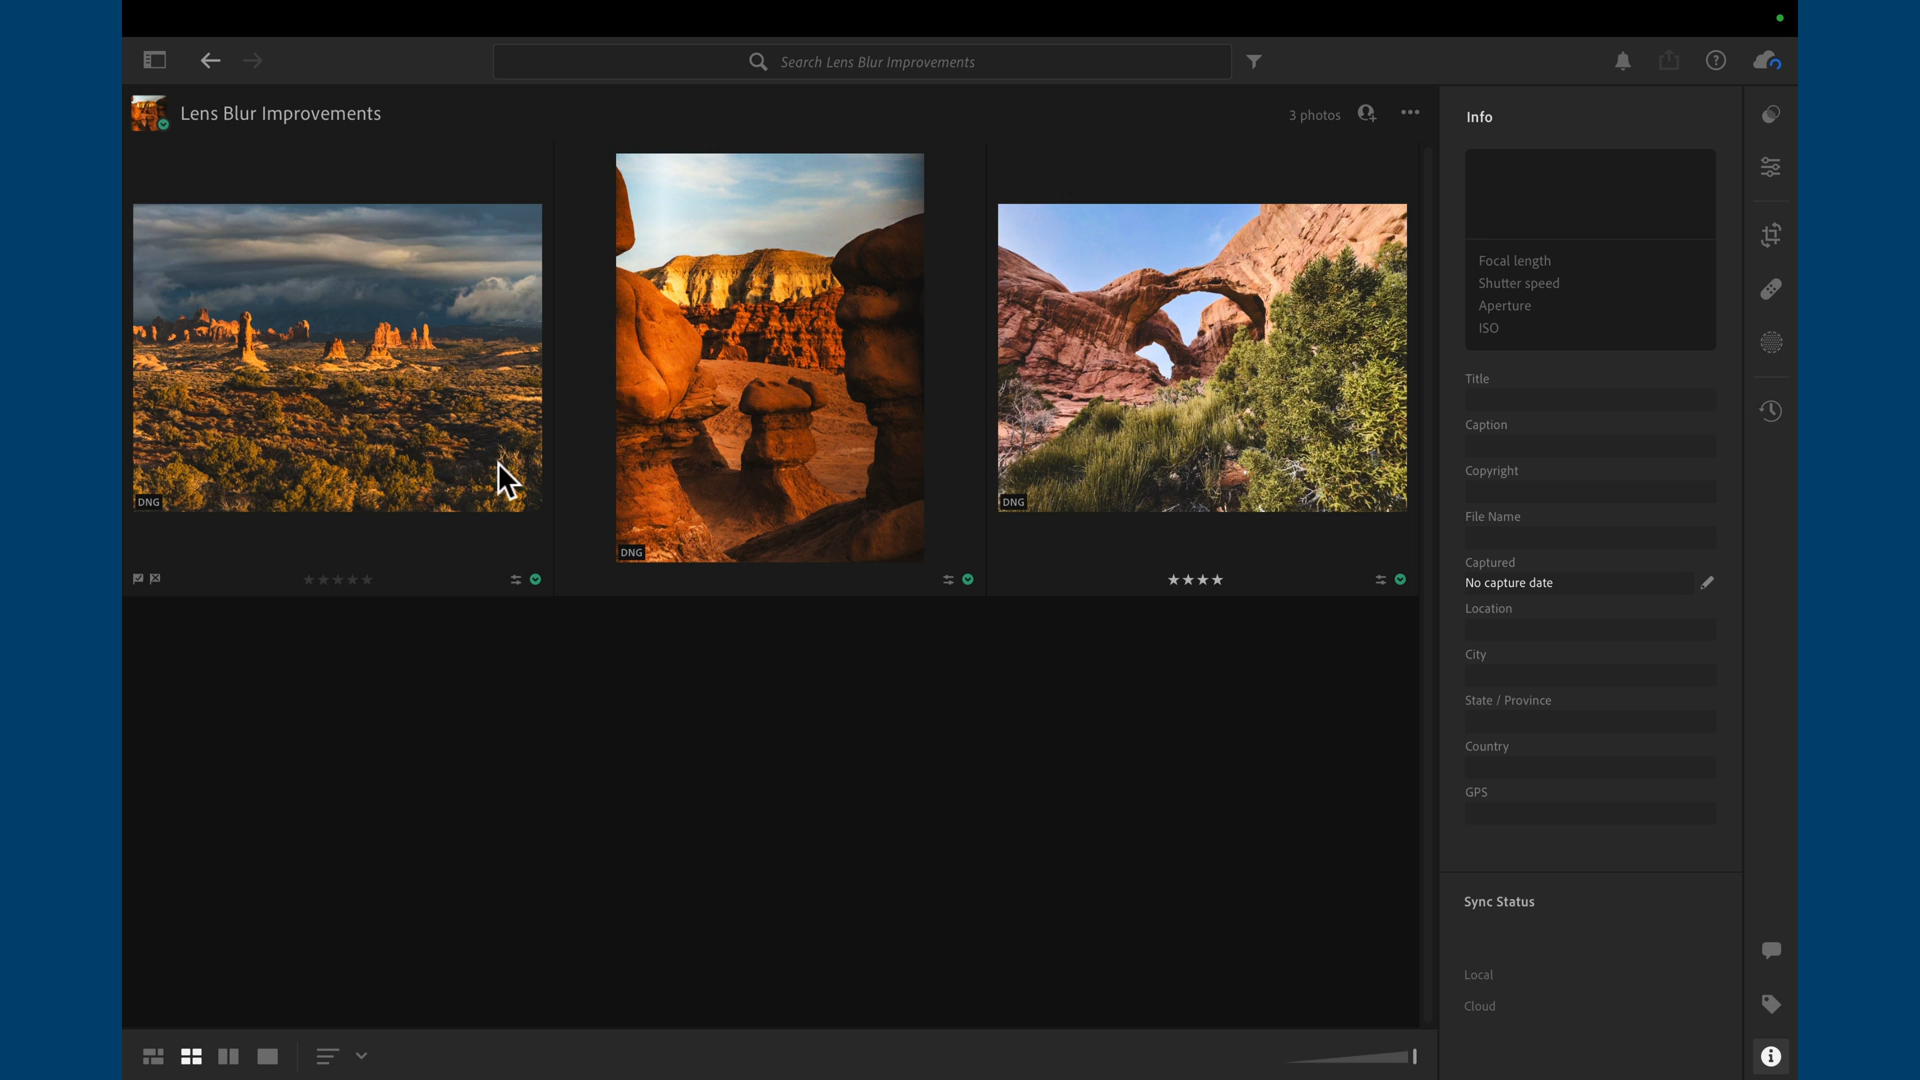 Search Lens Blur Improvements
Lens Blur Improvements
3 photos
DNG
DNG
DNG
Info
Focal length
Shutter speed
Aperture
ISO
Title
Caption
Copyright
File Name
Captured
No capture date
Location
City
State / Province
Country
GPS
Sync Status
Local
Cloud